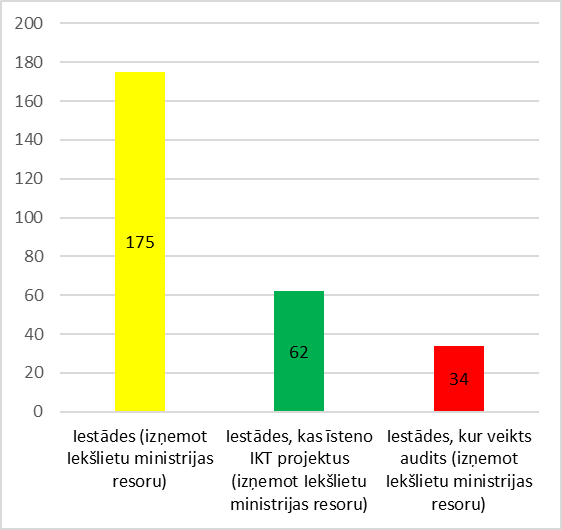 200
180
160
140
120
100
80
60
40
20
0
175
62
34
Iestādes (izņemot
Iekšlietu ministrijas
resoru)
Iestādes, kas īsteno
IKT projektus
(izņemot Iekšlietu
ministrijas resoru)
Iestādes, kur veikts
audits (izņemot
Iekšlietu ministrijas
resoru)